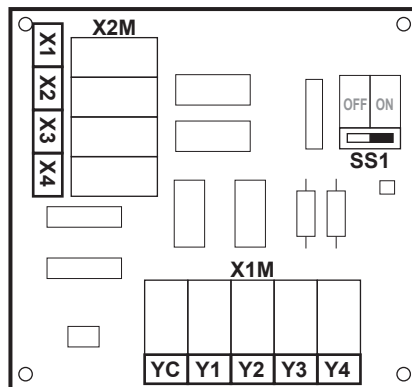 X2M
X1
X2
X3
X4
OFF ON
SS1
X1M
YC Y1 Y2 Y3 Y4